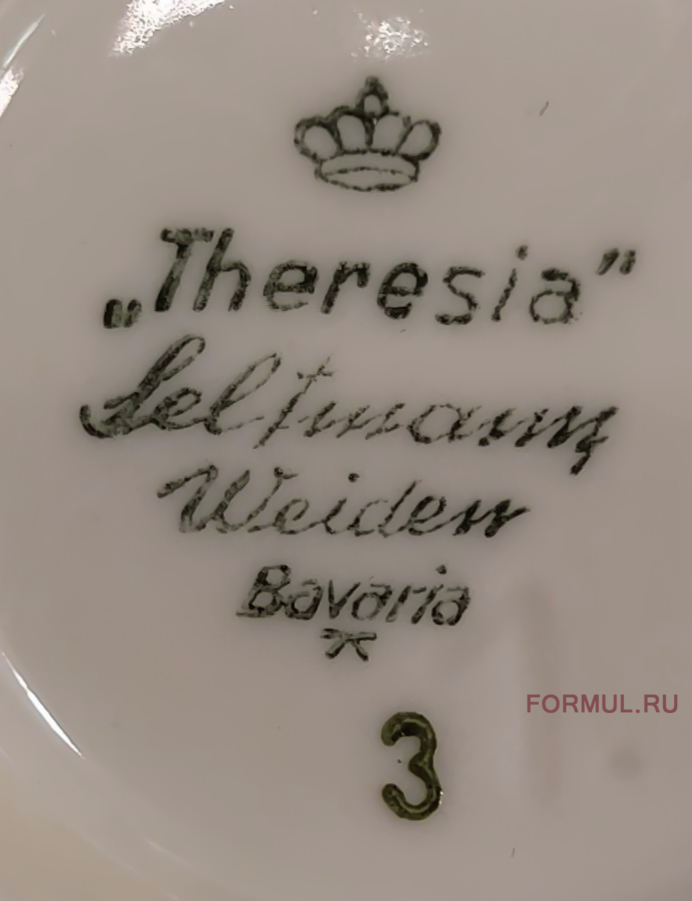 „Theresia”
Seltmann
Weiden
Bavaria
FORMUL.RU
3